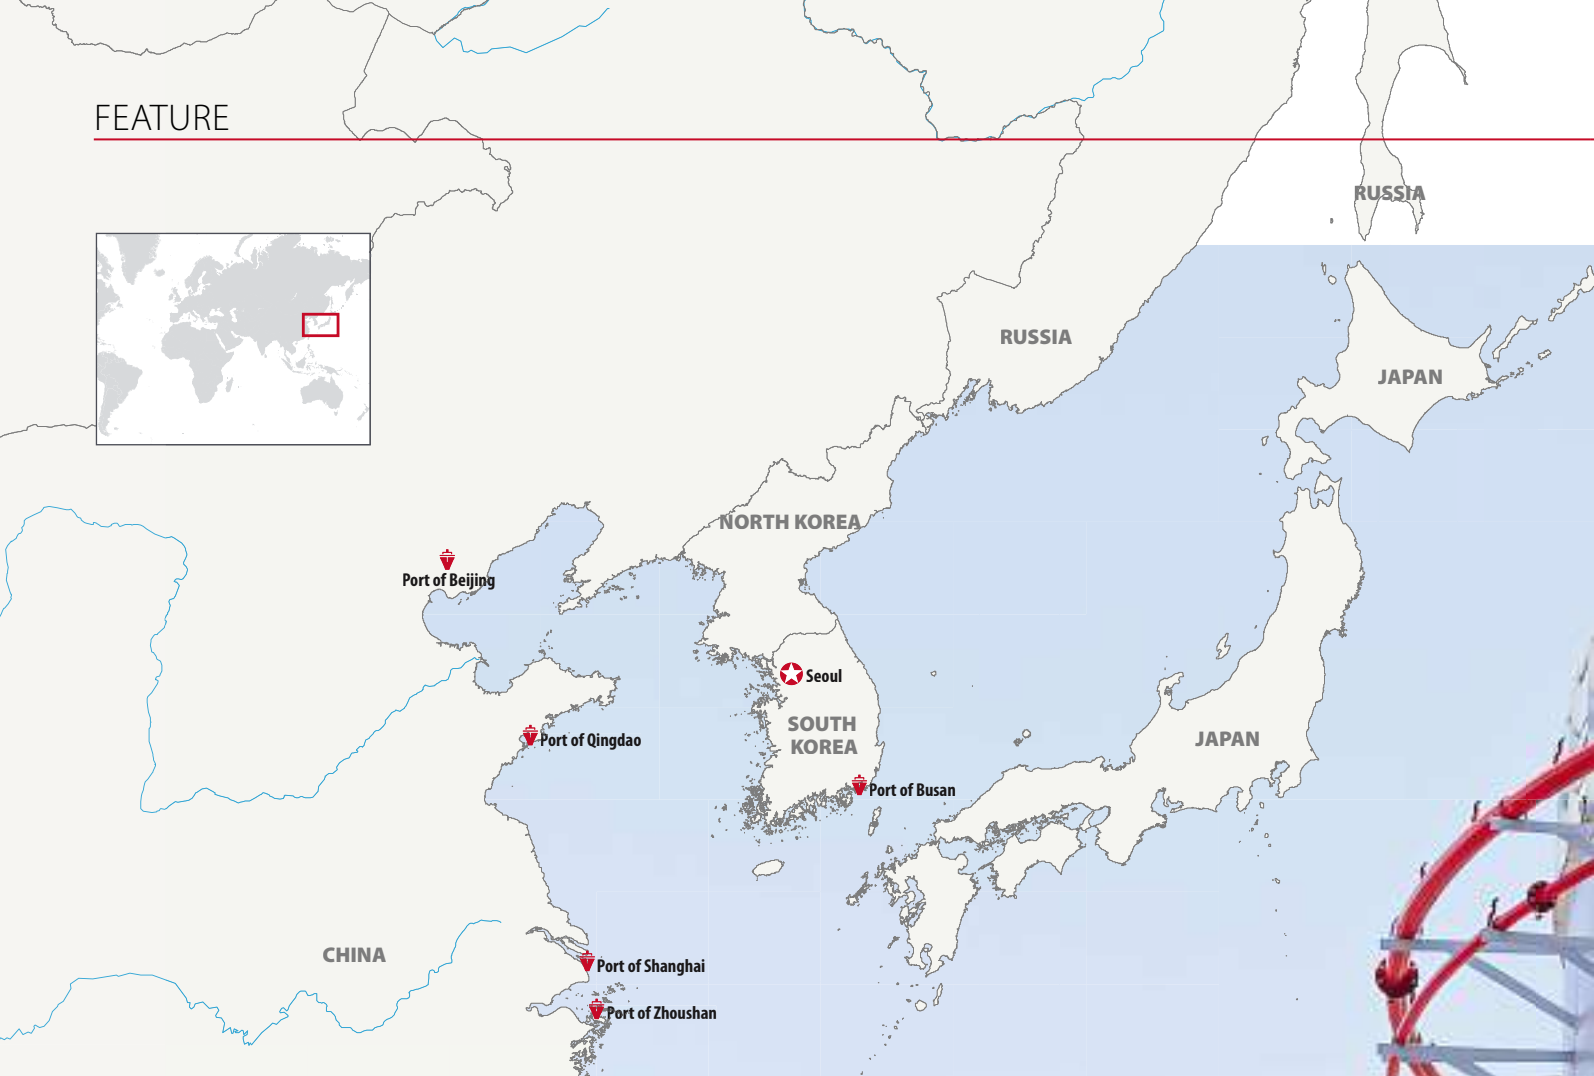 FEATURE
RUSSIA
RUSSIA
JAPAN
NORTH KOREA
Port of Beijing
Seoul
SOUTH
KOREA
Port of Qingdao
JAPAN
Port of Busan
CHINA
Port of Shanghai
Port of Zhoushan